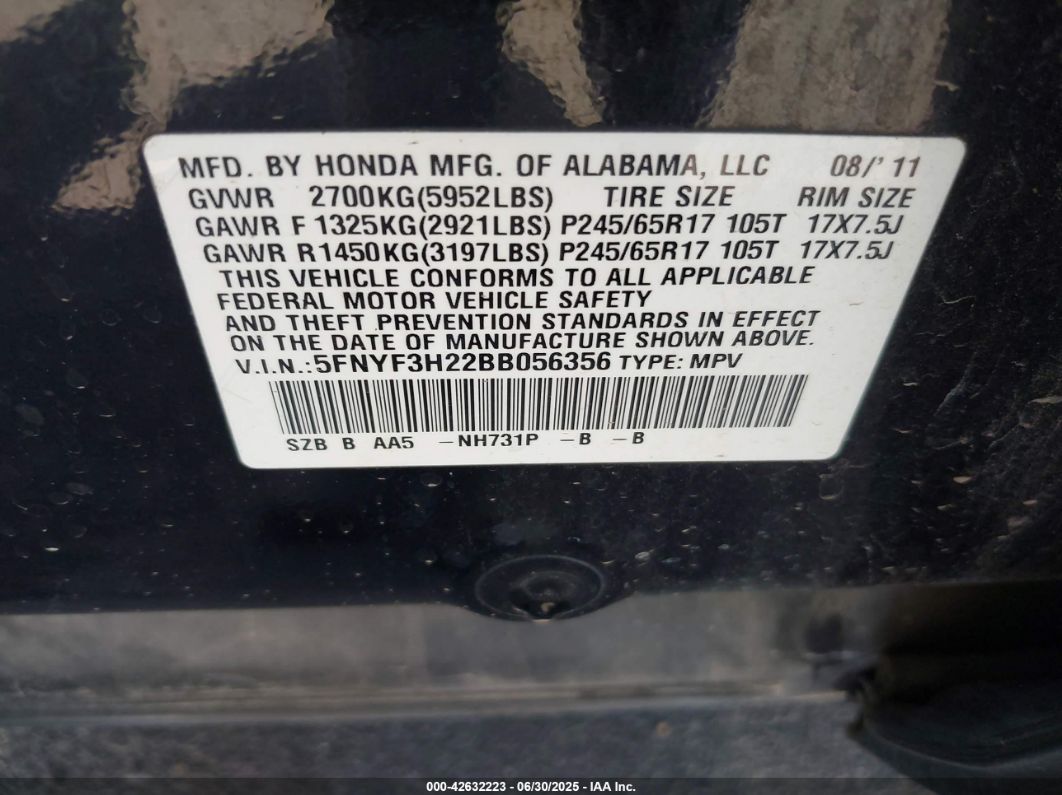 MFD. BY HONDA MFG. OF ALABAMA, LLC 08/' 11
GVWR 2700KG(5952LBS) TIRE SIZE RIM SIZE
GAWR F 1325KG(2921LBS) P245/65R17 105T 17X7.5J
GAWR R1450KG(3197LBS) P245/65R17 105T 17X7.5J
THIS VEHICLE CONFORMS TO ALL APPLICABLE
FEDERAL MOTOR VEHICLE SAFETY
AND THEFT PREVENTION STANDARDS IN EFFECT
ON THE DATE OF MANUFACTURE SHOWN ABOVE.
V.I.N.:5FNYF3H22BB056356 TYPE: MPV
SZB B AA5 -NH731P -B -B
000-42632223 - 06/30/2025 - IAA Inc.